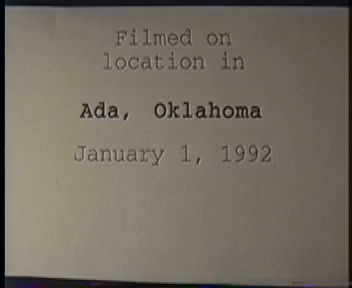 Filmed on
location in
Ada, Oklahoma
January 1, 1992